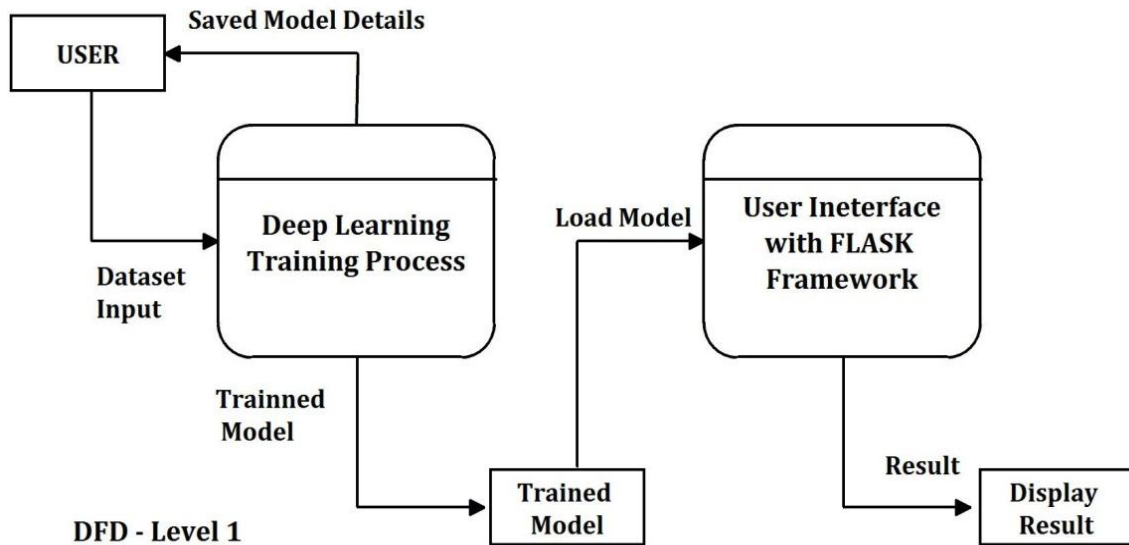 Saved Model Details
USER
Deep Learning
Training Process
Dataset
Input
Load Model
User Ineterface
with FLASK
Framework
Trainned
Model
Trained
Model
Result
Display
Result
DFD - Level 1